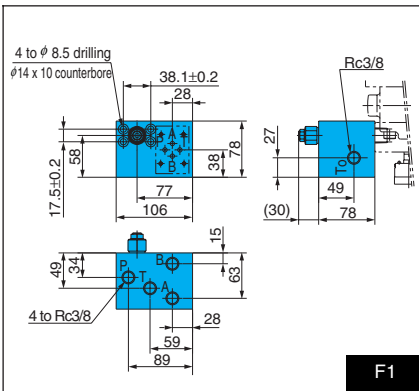 4 to ϕ 8.5 drilling
ϕ14 x 10 counterbore
38.1±0.2
28
Rc3/8
A
B
58
17.5±0.2
38
78
77
106
27
To
49
(30)
78
15
49
34
P
T
B
A
63
4 to Rc3/8
28
59
89
F1